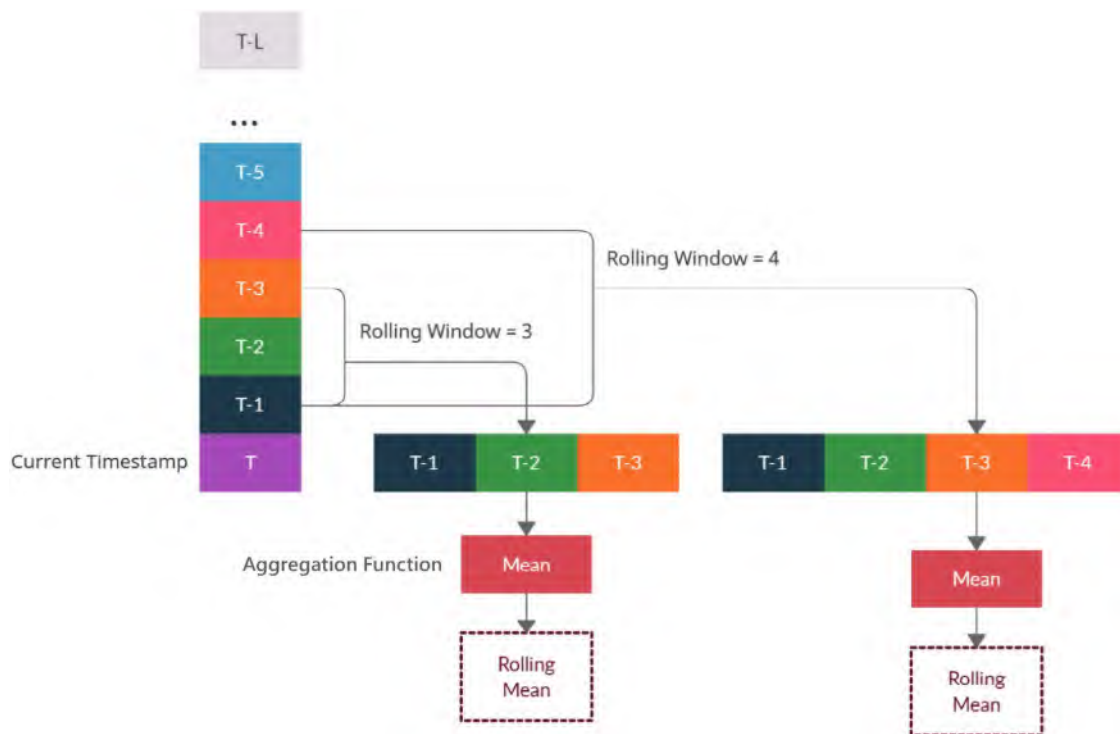 T-L
...
T-5
T-4
Rolling Window = 4
T-3
Rolling Window = 3
T-2
T-1
Current Timestamp T
T-1 T-2 T-3
T-1 T-2 T-3 T-4
Aggregation Function
Mean
Mean
Rolling
Mean
Rolling
Mean